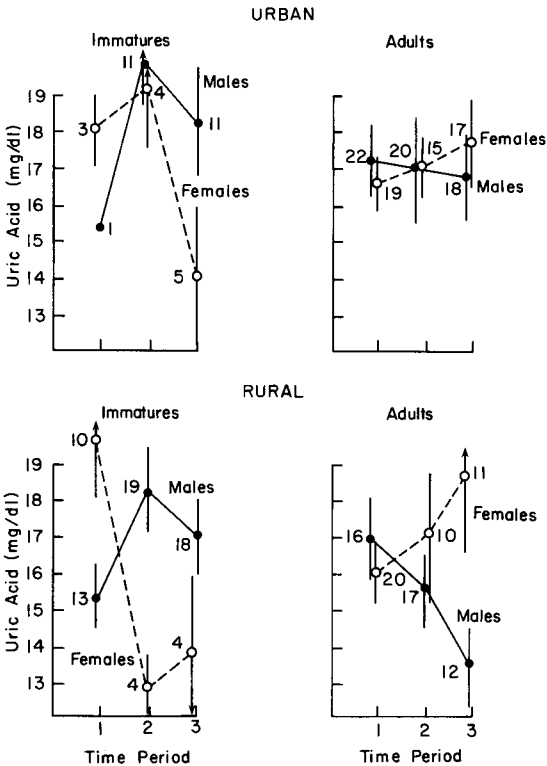 URBAN
Immatures
Adults
11
Males
4
19
3
11
18
17
Females
22
20
15
17
Females
16
19
18
Males
15
1
14
5
13
Uric Acid (mg/dl)
RURAL
Immatures
Adults
10
19
11
19
Males
18
Females
17
18
16
10
16
20
15
13
17
14
4
Males
Females
13
4
12
Uric Acid (mg/dl)
1 2 3
1 2 3
Time Period
Time Period